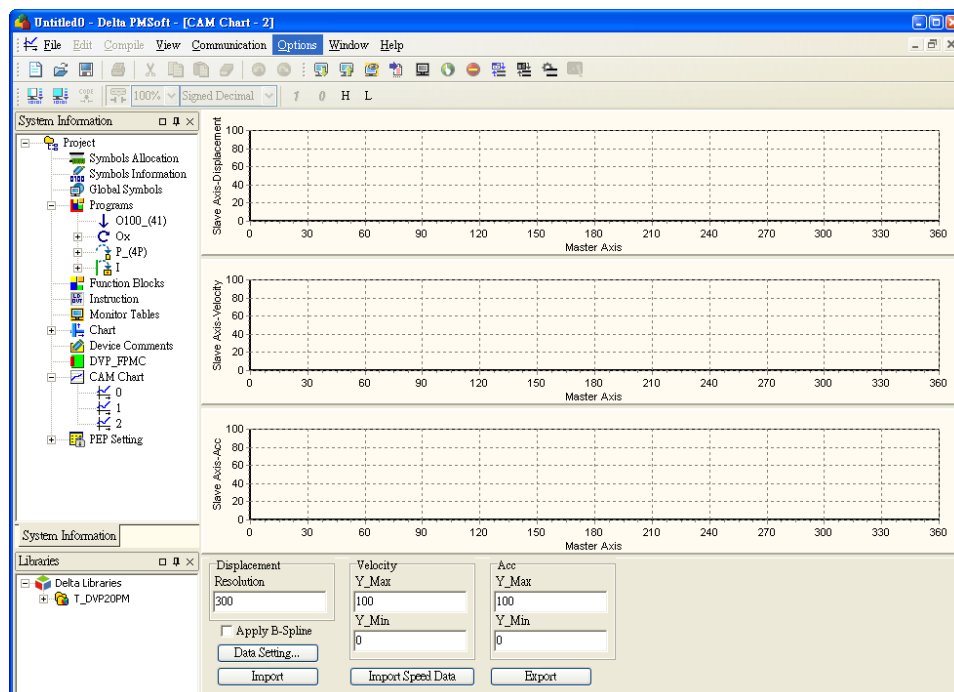 Untitled0 - Delta PMSoft - [CAM Chart - 2]
File Edit Compile View Communication Options Window Help
100% Signed Decimal 1 0 H L
System Information
Project
Symbols Allocation
Symbols Information
Global Symbols
Programs
O100_(41)
Ox
P_(4P)
I
Function Blocks
Instruction
Monitor Tables
Chart
Device Comments
DVP_FPMC
CAM Chart
0
1
2
PEP Setting
System Information
Libraries
Delta Libraries
T_DVP20PM
Slave Axis-Displacement
100
80
60
40
20
0
0 30 60 90 120 150 180 210 240 270 300 330 360
Master Axis
Slave Axis-Velocity
100
80
60
40
20
0
0 30 60 90 120 150 180 210 240 270 300 330 360
Master Axis
Slave Axis-Acc
100
80
60
40
20
0
0 30 60 90 120 150 180 210 240 270 300 330 360
Master Axis
Displacement
Resolution
300
Apply B-Spline
Data Setting...
Import
Velocity
Y_Max
100
Y_Min
0
Import Speed Data
Acc
Y_Max
100
Y_Min
0
Export